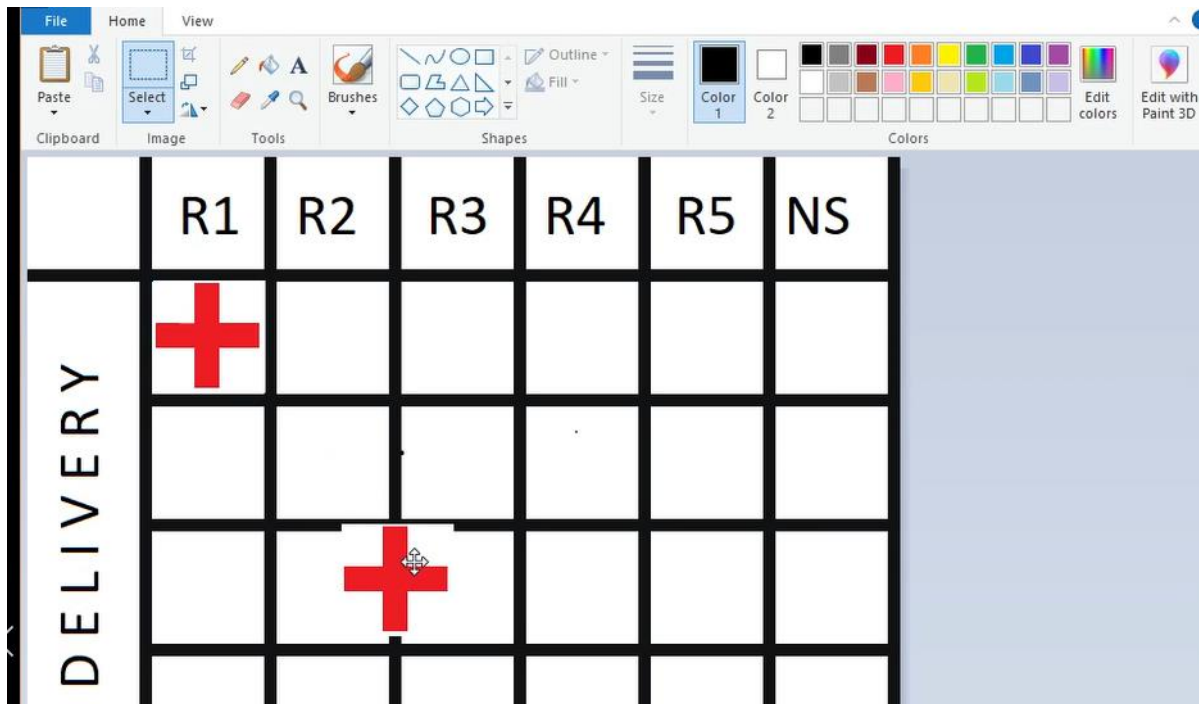 File Home View
Paste
Select
Brushes
Outline
Fill
Size
Color 1
Color 2
Edit colors
Edit with Paint 3D
Clipboard
Image
Tools
Shapes
Colors
A
R1 R2 R3 R4 R5 NS
DELIVERY